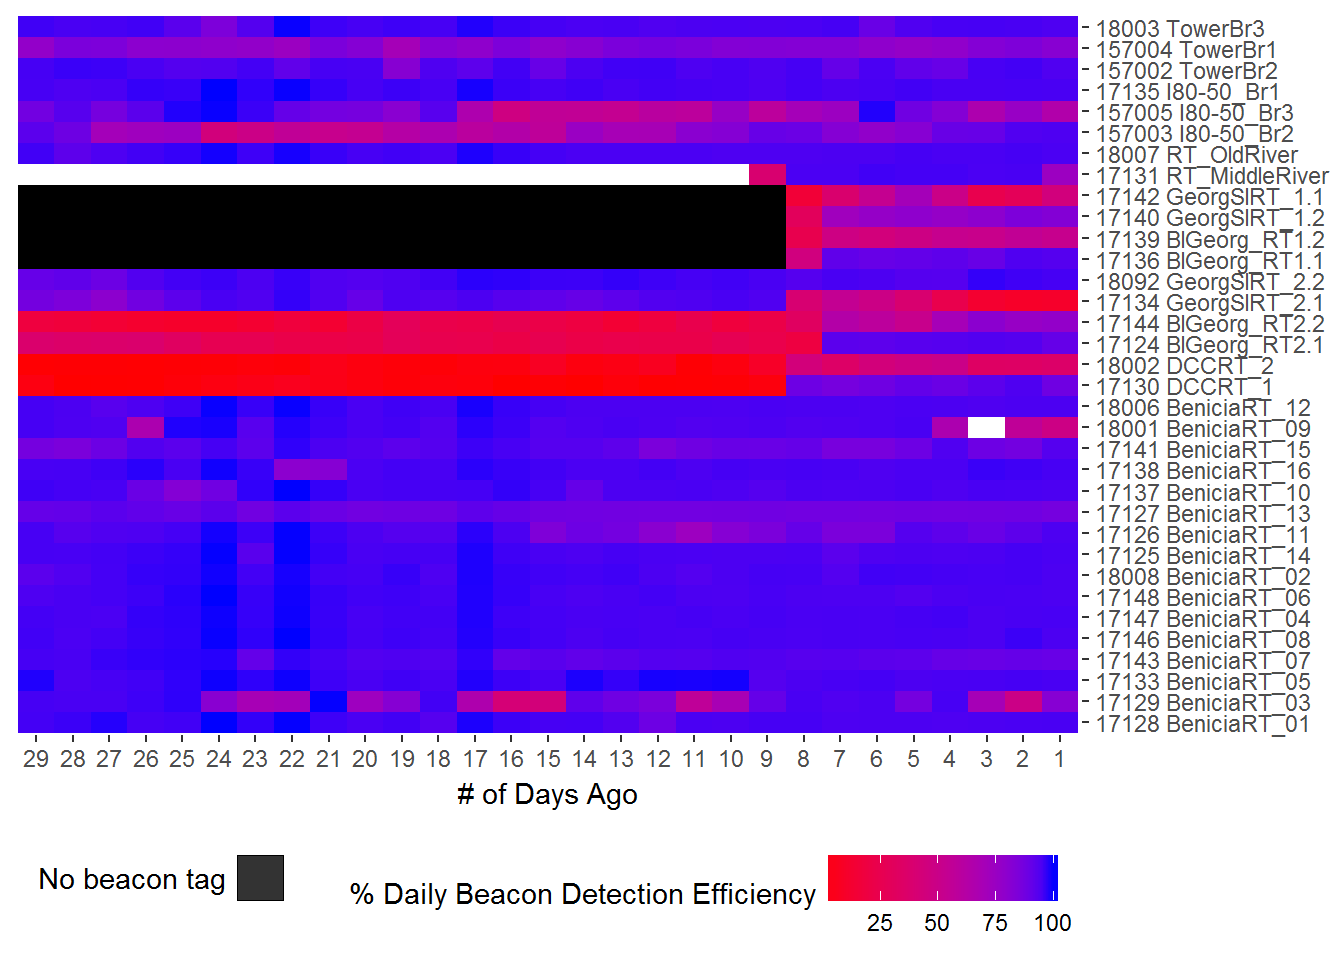 18003 TowerBr3
157004 TowerBr1
157002 TowerBr2
17135 I80-50_Br1
157005 I80-50_Br3
157003 I80-50_Br2
18007 RT_OldRiver
17131 RT_MiddleRiver
17142 GeorgSlRT_1.1
17140 GeorgSlRT_1.2
17139 BlGeorg_RT1.2
17136 BlGeorg_RT1.1
18092 GeorgSlRT_2.2
17134 GeorgSlRT_2.1
17144 BlGeorg_RT2.2
17124 BlGeorg_RT2.1
18002 DCCRT_2
17130 DCCRT_1
18006 BeniciaRT_12
18001 BeniciaRT_09
17141 BeniciaRT_15
17138 BeniciaRT_16
17137 BeniciaRT_10
17127 BeniciaRT_13
17126 BeniciaRT_11
17125 BeniciaRT_14
18008 BeniciaRT_02
17148 BeniciaRT_06
17147 BeniciaRT_04
17146 BeniciaRT_08
17143 BeniciaRT_07
17133 BeniciaRT_05
17129 BeniciaRT_03
17128 BeniciaRT_01
29 28 27 26 25 24 23 22 21 20 19 18 17 16 15 14 13 12 11 10 9 8 7 6 5 4 3 2 1
# of Days Ago
No beacon tag
% Daily Beacon Detection Efficiency
25 50 75 100